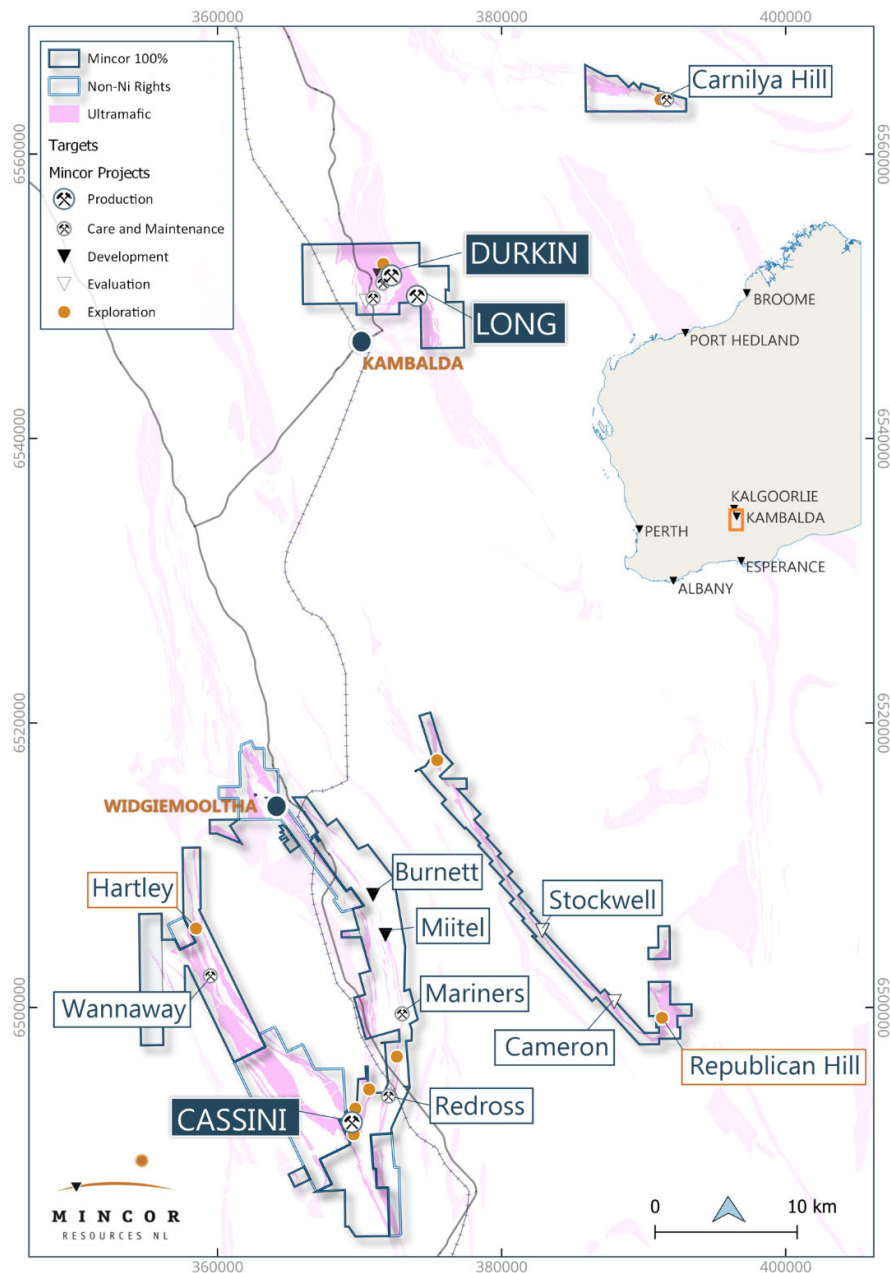 360000
380000
400000
Mincor 100%
Non-Ni Rights
Ultramafic
Targets
Mincor Projects
Production
Care and Maintenance
Development
Evaluation
Exploration
Carnilya Hill
6560000
6560000
DURKIN
LONG
KAMBALDA
BROOME
PORT HEDLAND
KALGOORLIE
KAMBALDA
PERTH
ESPERANCE
ALBANY
6540000
6540000
6520000
6520000
WIDGIEMOOLTHA
Burnett
Hartley
Stockwell
Miitel
Mariners
Wannaway
6500000
6500000
Cameron
Republican Hill
Redross
CASSINI
MINCOR
RESOURCES NL
0 10 km
360000
380000
400000